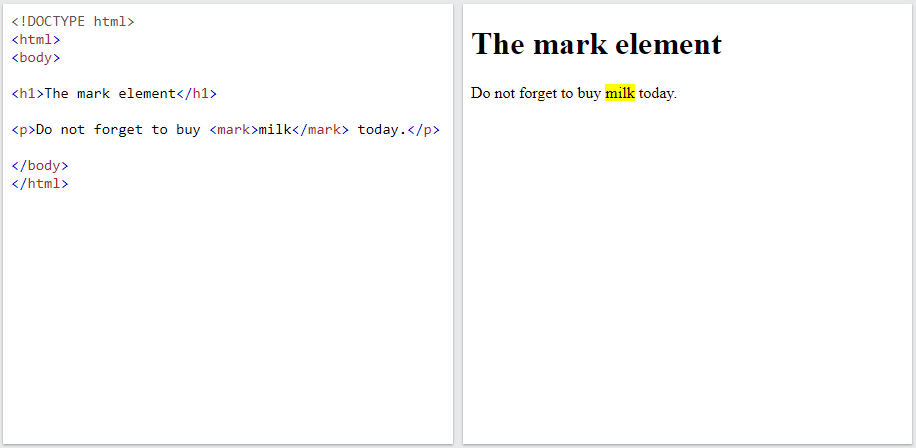 <!DOCTYPE html>
<html>
<body>
<h1>The mark element</h1>
<p>Do not forget to buy <mark>milk</mark> today.</p>
</body>
</html>
The mark element
Do not forget to buy milk today.